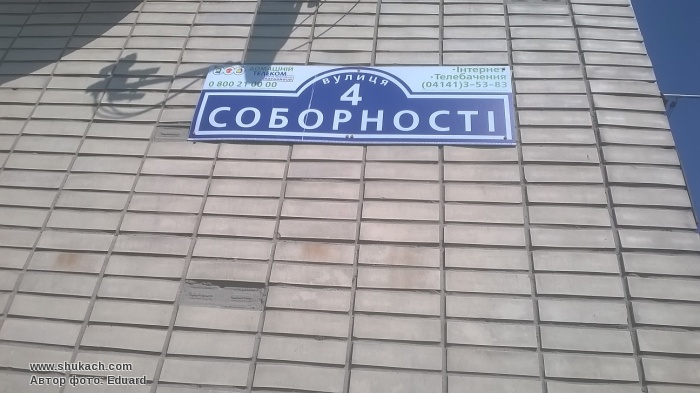 ДОМАШНІЙ
ТЕЛЕКОМ
0 800 21 00 00
вулиця
4
СОБОРНОСТІ
·Інтернет
·Телебачення
(04141)3-53-83
www.shukach.com
Автор фото: Eduard